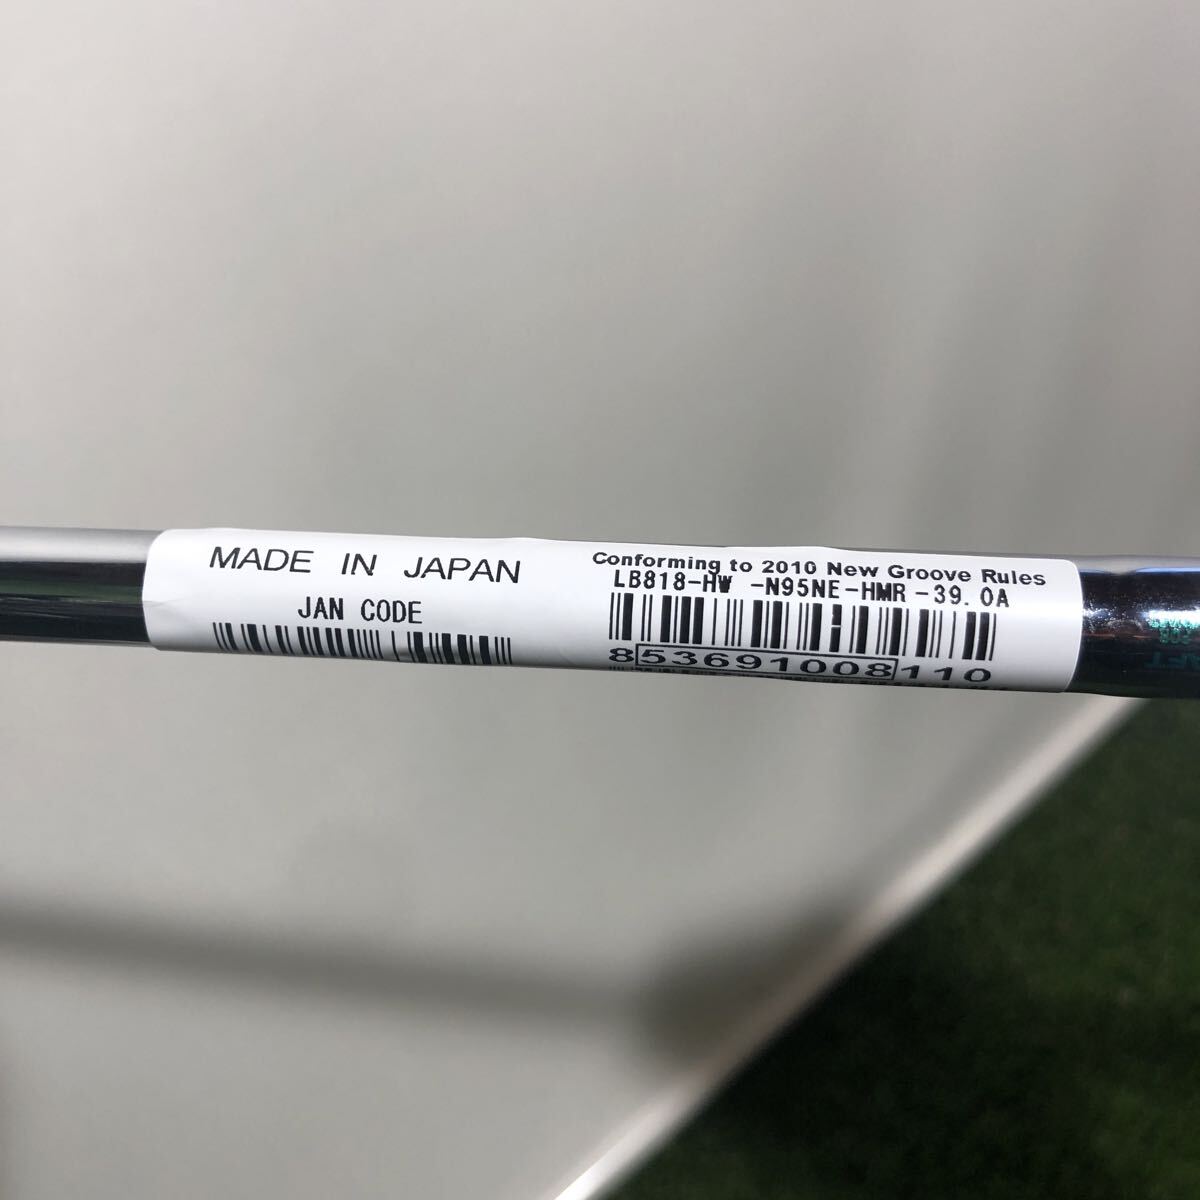 MADE IN JAPAN
JAN CODE
Conforming to 2010 New Groove Rules
LB818-HW -N95NE-HMR-39.0A
853691008110